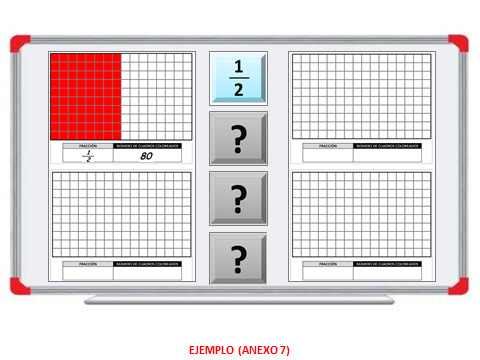 1
2
FRACCIÓN NÚMERO DE CUADROS COLOREADOS
1/2 80
?
?
?
FRACCIÓN NÚMERO DE CUADROS COLOREADOS
FRACCIÓN NÚMERO DE CUADROS COLOREADOS
FRACCIÓN NÚMERO DE CUADROS COLOREADOS
EJEMPLO (ANEXO 7)